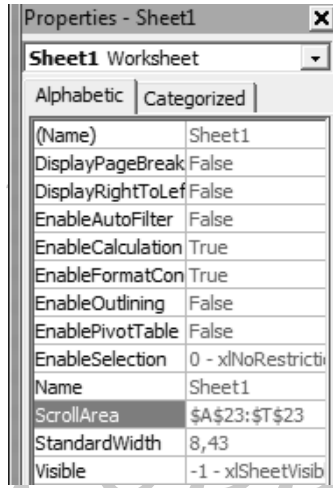 Properties - Sheet1
Sheet1 Worksheet
Alphabetic Categorized
(Name) Sheet1
DisplayPageBreak False
DisplayRightToLef False
EnableAutoFilter False
EnableCalculation True
EnableFormatCon True
EnableOutlining False
EnablePivotTable False
EnableSelection 0 - xlNoRestricti
Name Sheet1
ScrollArea $A$23:$T$23
StandardWidth 8,43
Visible -1 - xlSheetVisib